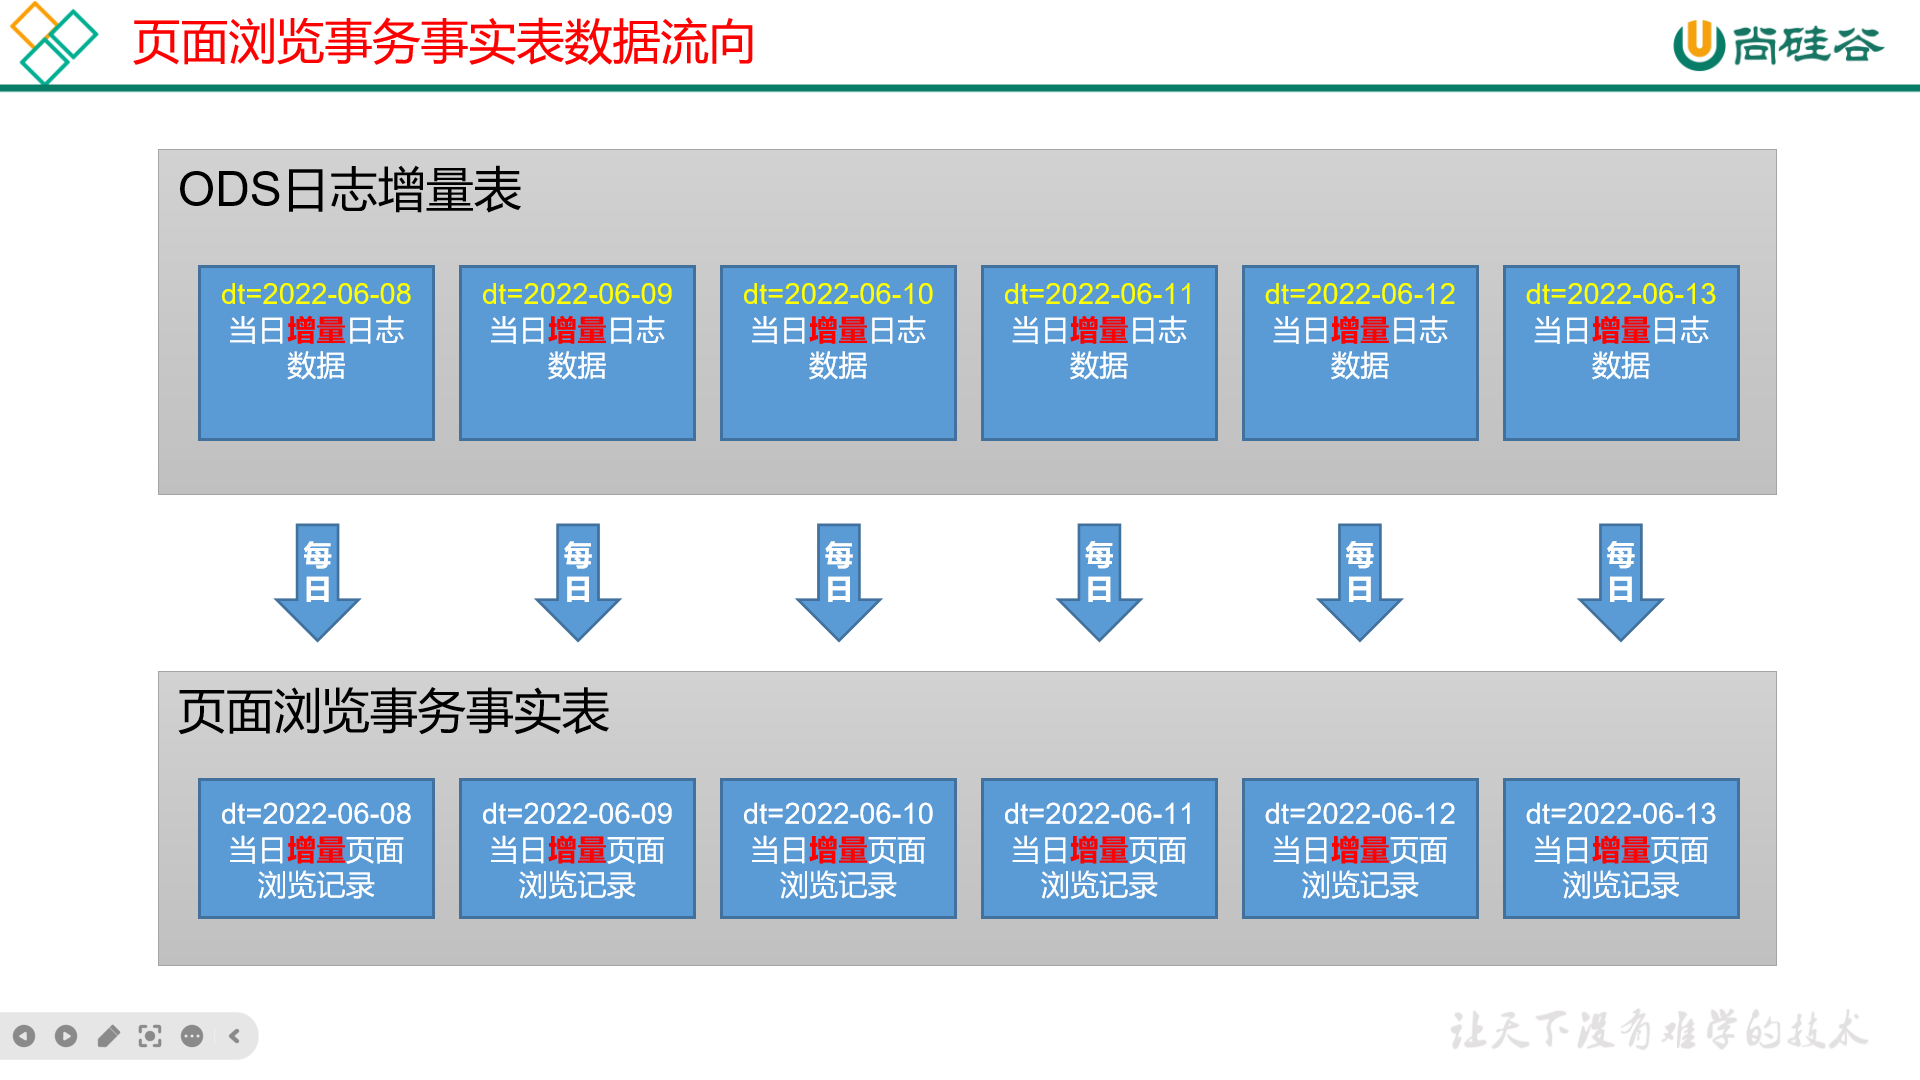 页面浏览事务事实表数据流向
尚硅谷
ODS日志增量表
dt=2022-06-08
当日增量日志
数据
dt=2022-06-09
当日增量日志
数据
dt=2022-06-10
当日增量日志
数据
dt=2022-06-11
当日增量日志
数据
dt=2022-06-12
当日增量日志
数据
dt=2022-06-13
当日增量日志
数据
每
日
每
日
每
日
每
日
每
日
每
日
页面浏览事务事实表
dt=2022-06-08
当日增量页面
浏览记录
dt=2022-06-09
当日增量页面
浏览记录
dt=2022-06-10
当日增量页面
浏览记录
dt=2022-06-11
当日增量页面
浏览记录
dt=2022-06-12
当日增量页面
浏览记录
dt=2022-06-13
当日增量页面
浏览记录
让天下没有难学的技术